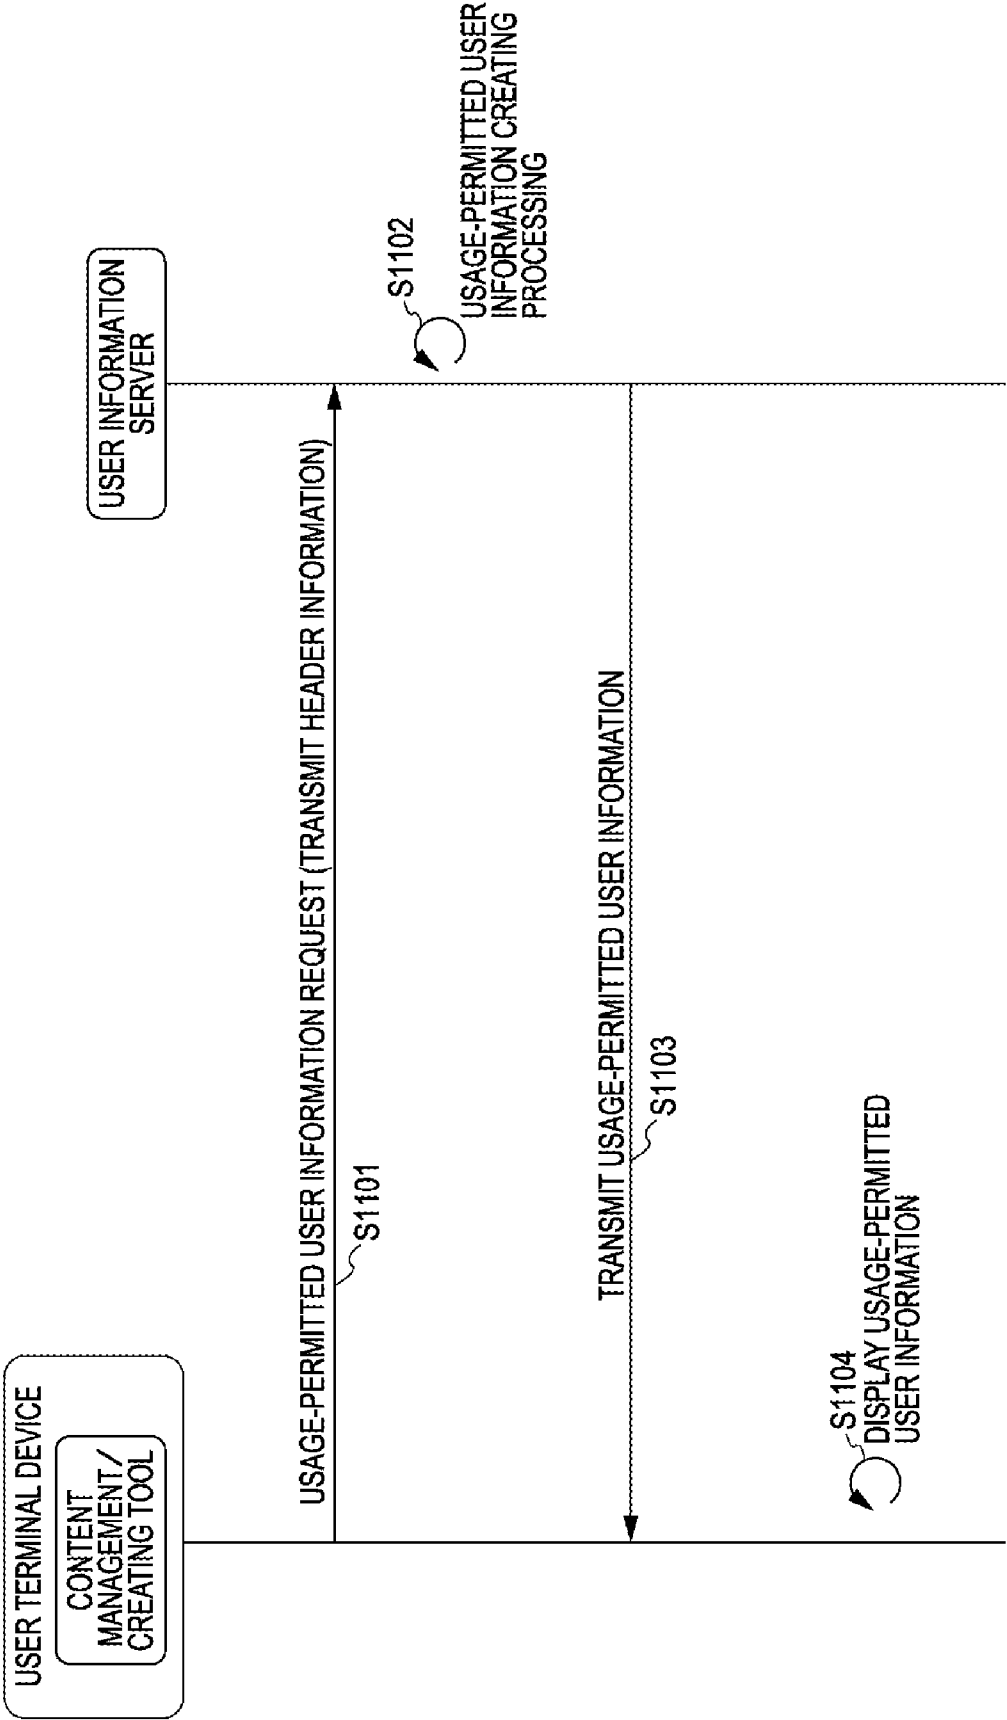 USER TERMINAL DEVICE
CONTENT
MANAGEMENT/
CREATING TOOL
USER INFORMATION
SERVER
USAGE-PERMITTED USER INFORMATION REQUEST (TRANSMIT HEADER INFORMATION)
S1101
S1102
USAGE-PERMITTED USER
INFORMATION CREATING
PROCESSING
TRANSMIT USAGE-PERMITTED USER INFORMATION
S1103
S1104
DISPLAY USAGE-PERMITTED
USER INFORMATION